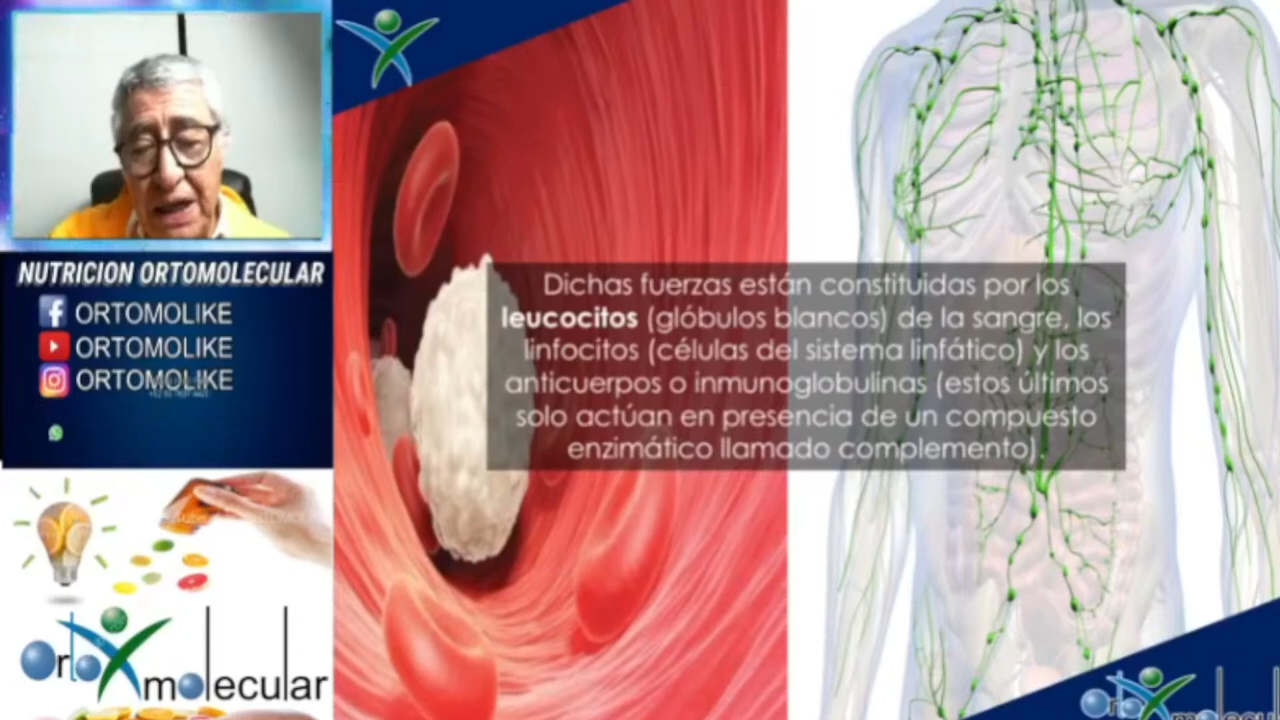 NUTRICION ORTOMOLECULAR
ORTOMOLIKE
ORTOMOLIKE
ORTOMOLIKE
Dichas fuerzas están constituidas por los
leucocitos (glóbulos blancos) de la sangre, los
linfocitos (células del sistema linfático) y los
anticuerpos o inmunoglobulinas (estos últimos
solo actúan en presencia de un compuesto
enzimático llamado complemento).
Orto molecular